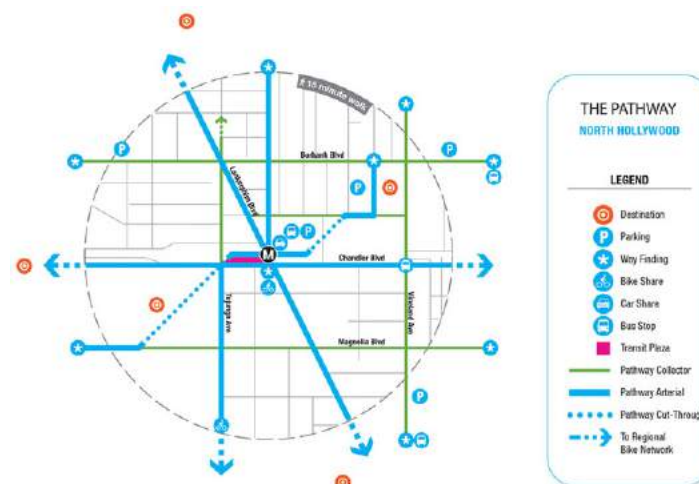 15 minute walk
Burbank Blvd
Lankershim Blvd
P
P
P
P
M
Chandler Blvd
Tujunga Ave
Vineland Ave
Magnolia Blvd
P
THE PATHWAY
NORTH HOLLYWOOD
LEGEND
Destination
P Parking
Way Finding
Bike Share
Car Share
Bus Stop
Transit Plaza
Pathway Collector
Pathway Arterial
Pathway Cut-Throug
To Regional
Bike Network